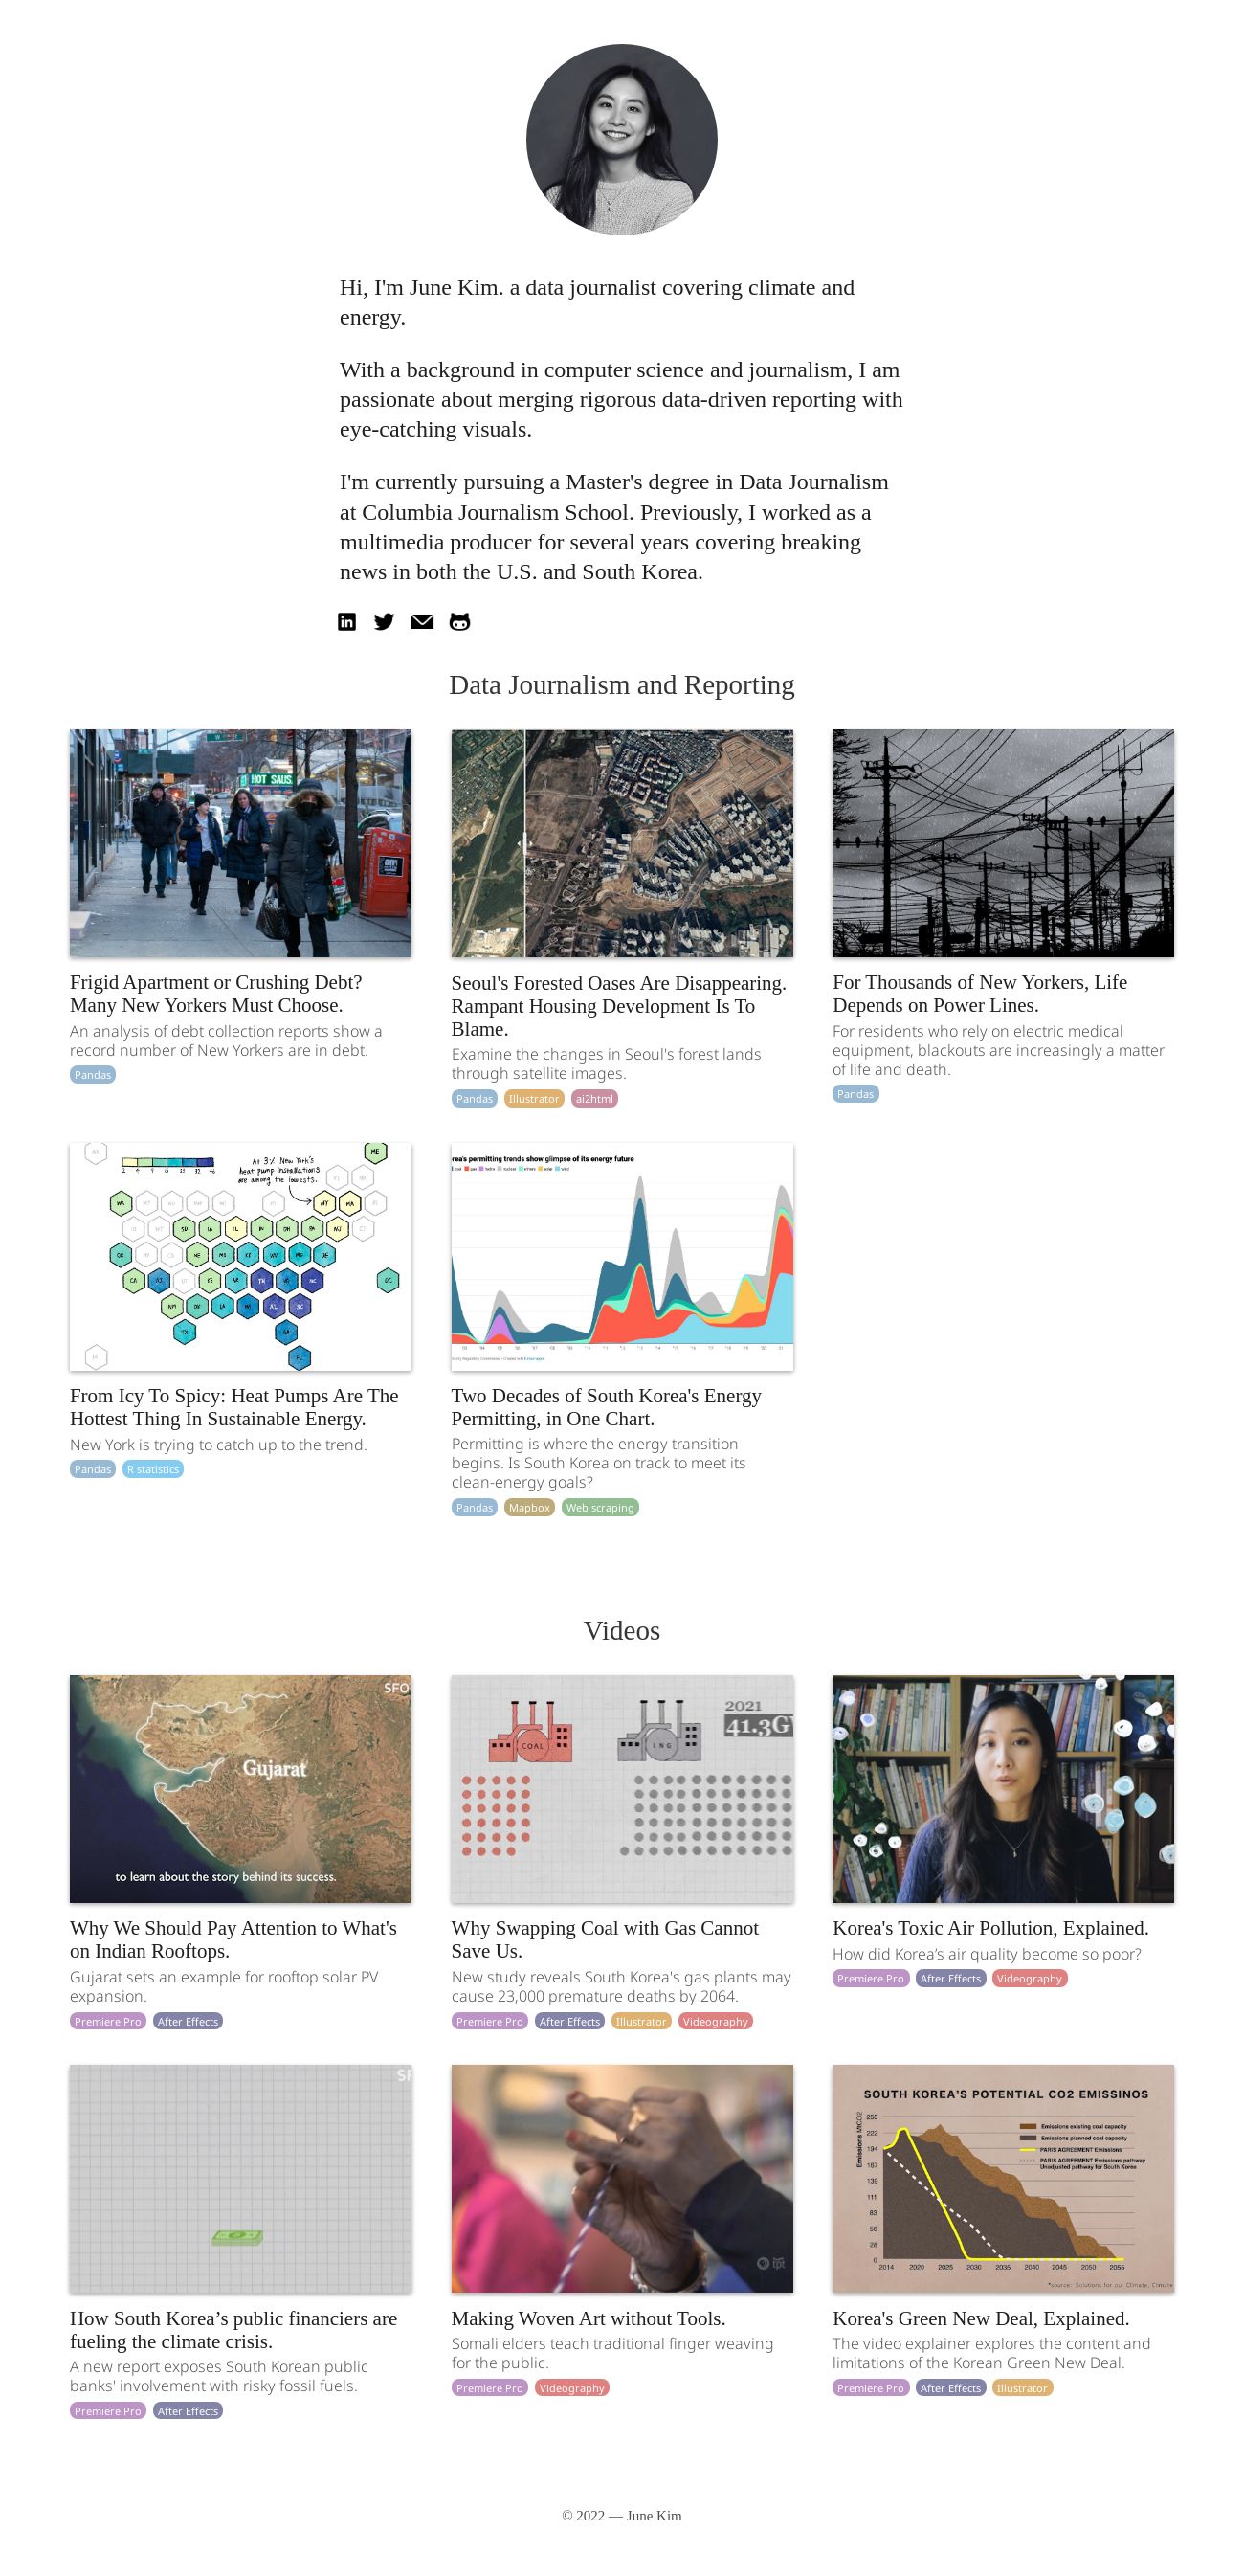 Hi, I'm June Kim. a data journalist covering climate and
energy.
With a background in computer science and journalism, I am
passionate about merging rigorous data-driven reporting with
eye-catching visuals.
I'm currently pursuing a Master's degree in Data Journalism
at Columbia Journalism School. Previously, I worked as a
multimedia producer for several years covering breaking
news in both the U.S. and South Korea.
in
Data Journalism and Reporting
HOT SAUS
Frigid Apartment or Crushing Debt?
Many New Yorkers Must Choose.
An analysis of debt collection reports show a
record number of New Yorkers are in debt.
Pandas
Seoul's Forested Oases Are Disappearing.
Rampant Housing Development Is To
Blame.
Examine the changes in Seoul's forest lands
through satellite images.
Pandas Illustrator ai2html
For Thousands of New Yorkers, Life
Depends on Power Lines.
For residents who rely on electric medical
equipment, blackouts are increasingly a matter
of life and death.
Pandas
At 3% New York's
heat pump installations
are among the lowests.
ME
NY MA
CA
TX
FL
From Icy To Spicy: Heat Pumps Are The
Hottest Thing In Sustainable Energy.
New York is trying to catch up to the trend.
Pandas R statistics
rea's permitting trends show glimpse of its energy future
Two Decades of South Korea's Energy
Permitting, in One Chart.
Permitting is where the energy transition
begins. Is South Korea on track to meet its
clean-energy goals?
Pandas Mapbox Web scraping
Videos
SFO
Gujarat
to learn about the story behind its success.
Why We Should Pay Attention to What's
on Indian Rooftops.
Gujarat sets an example for rooftop solar PV
expansion.
Premiere Pro After Effects
2021
41.3G
COAL
LNG
Why Swapping Coal with Gas Cannot
Save Us.
New study reveals South Korea's gas plants may
cause 23,000 premature deaths by 2064.
Premiere Pro After Effects Illustrator Videography
Korea's Toxic Air Pollution, Explained.
How did Korea's air quality become so poor?
Premiere Pro After Effects Videography
SF
How South Korea’s public financiers are
fueling the climate crisis.
A new report exposes South Korean public
banks' involvement with risky fossil fuels.
Premiere Pro After Effects
tpt
Making Woven Art without Tools.
Somali elders teach traditional finger weaving
for the public.
Premiere Pro Videography
SOUTH KOREA'S POTENTIAL CO2 EMISSINOS
Emissions MtCO2
250
222
194
167
139
111
83
56
28
0
Emissions existing coal capacity
Emissions planned coal capacity
PARIS AGREEMENT Emissions
PARIS AGREEMENT Emissions pathway
Unadjusted pathway for South Korea
2014 2020 2025 2030 2035 2040 2045 2050 2055
*source: Solutions for our Climate, Climate
Korea's Green New Deal, Explained.
The video explainer explores the content and
limitations of the Korean Green New Deal.
Premiere Pro After Effects Illustrator
© 2022 — June Kim